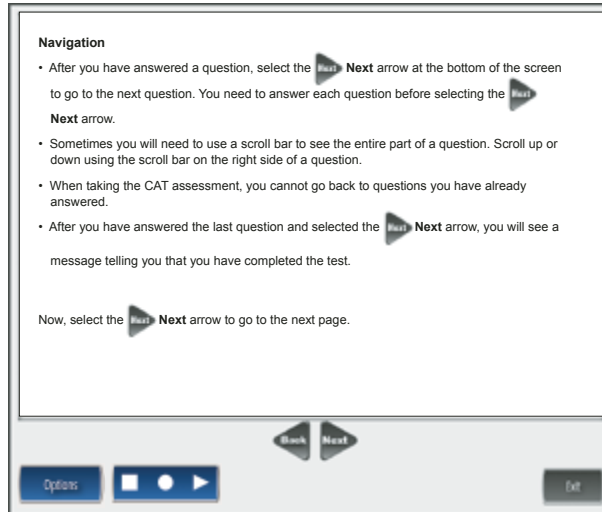 Navigation
• After you have answered a question, select the Next Next arrow at the bottom of the screen
to go to the next question. You need to answer each question before selecting the Next
Next arrow.
• Sometimes you will need to use a scroll bar to see the entire part of a question. Scroll up or
down using the scroll bar on the right side of a question.
• When taking the CAT assessment, you cannot go back to questions you have already
answered.
• After you have answered the last question and selected the Next Next arrow, you will see a
message telling you that you have completed the test.
Now, select the Next Next arrow to go to the next page.
Back Next
Options
Exit